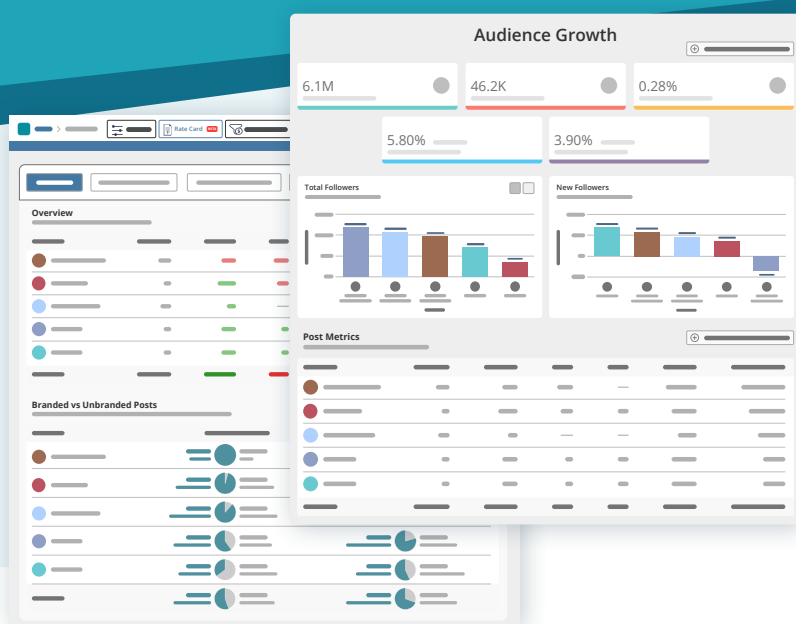 Audience Growth
6.1M
46.2K
0.28%
5.80%
3.90%
Rate Card BETA
Total Followers
New Followers
Overview
Post Metrics
Branded vs Unbranded Posts